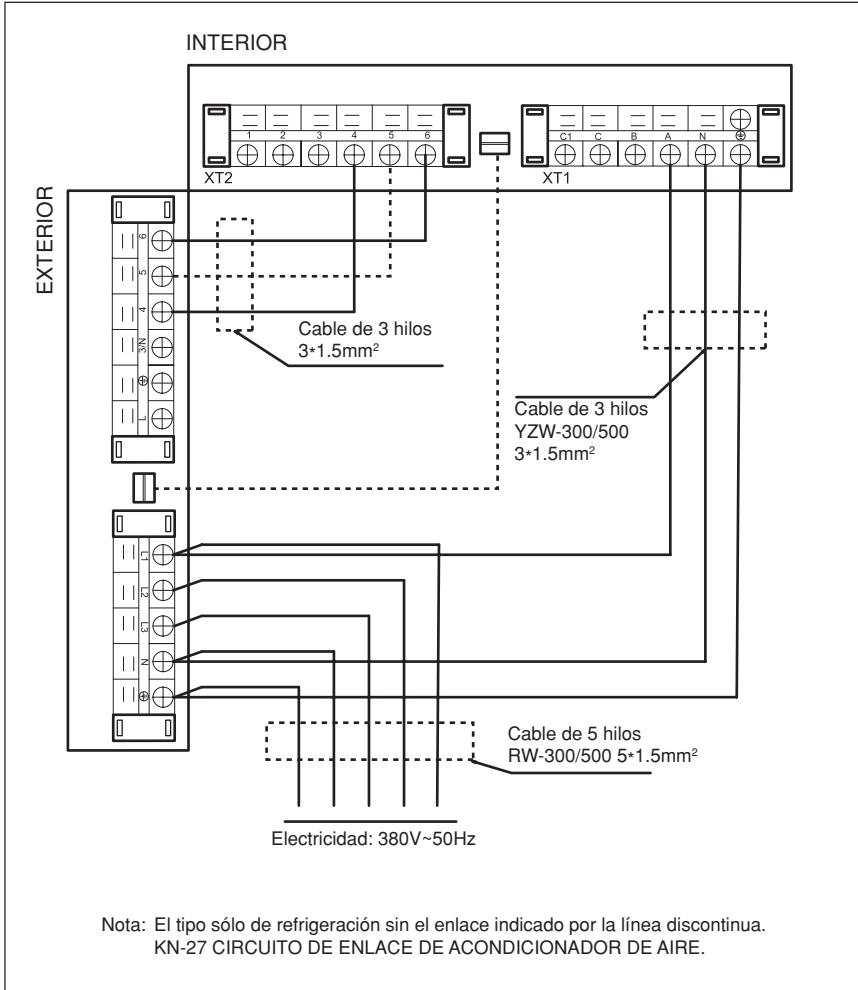 INTERIOR
1 2 3 4 5 6
C1 C B A N
XT2
XT1
EXTERIOR
6
5
4
3/N
L
Cable de 3 hilos
3*1.5mm²
Cable de 3 hilos
YZW-300/500
3*1.5mm²
L1
L2
L3
N
Cable de 5 hilos
RW-300/500 5*1.5mm²
Electricidad: 380V~50Hz
Nota: El tipo sólo de refrigeración sin el enlace indicado por la línea discontinua.
KN-27 CIRCUITO DE ENLACE DE ACONDICIONADOR DE AIRE.